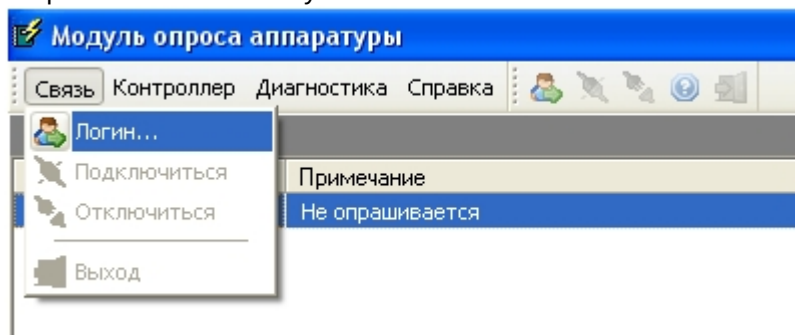 Модуль опроса аппаратуры
Связь Контроллер Диагностика Справка
Логин...
Подключиться
Примечание
Отключиться
Не опрашивается
Выход